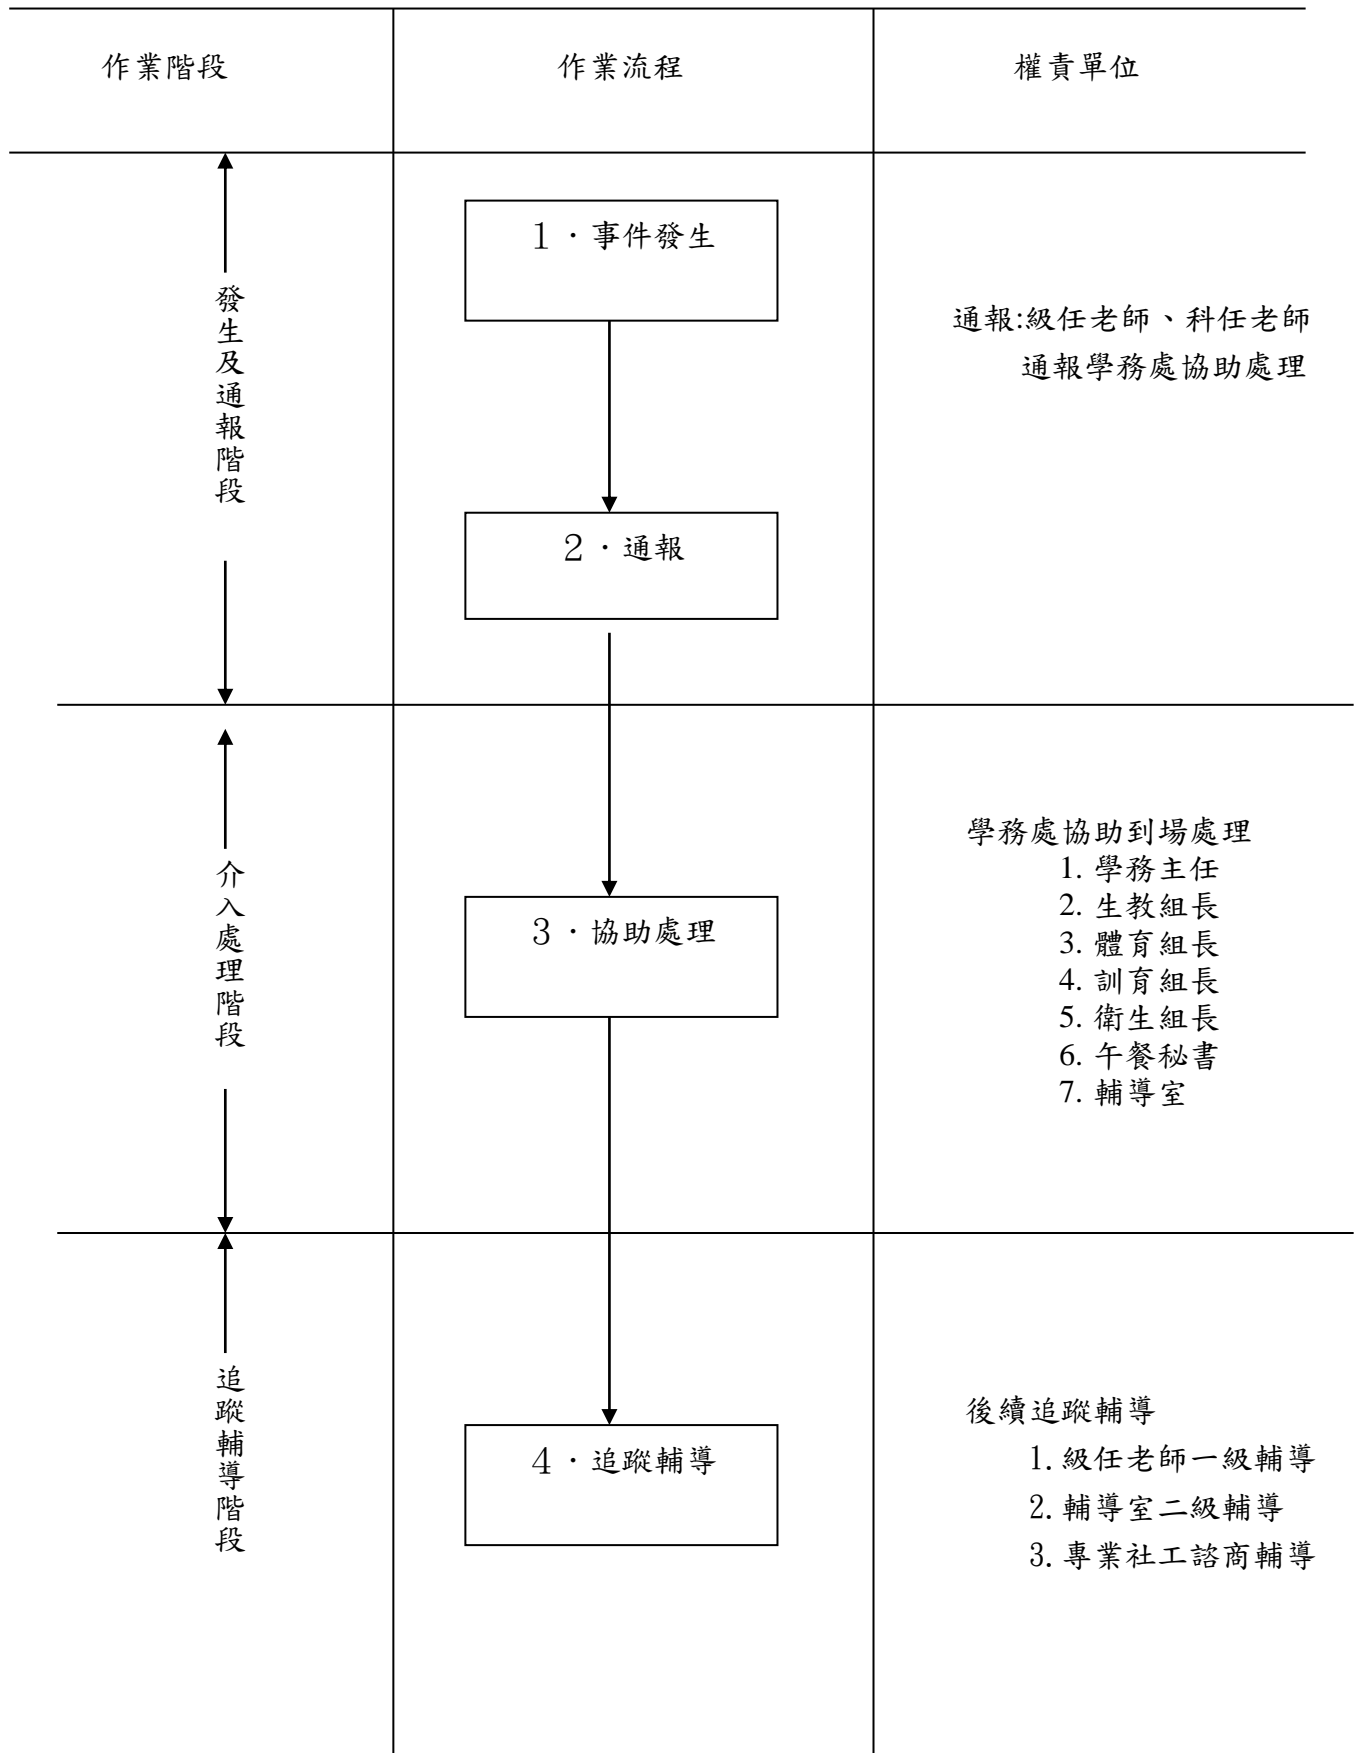 作業階段
作業流程
權責單位
發生及通報階段
1．事件發生
通報:級任老師、科任老師
通報學務處協助處理
2．通報
介入處理階段
3．協助處理
學務處協助到場處理
1. 學務主任
2. 生教組長
3. 體育組長
4. 訓育組長
5. 衛生組長
6. 午餐秘書
7. 輔導室
追蹤輔導階段
4．追蹤輔導
後續追蹤輔導
1. 級任老師一級輔導
2. 輔導室二級輔導
3. 專業社工諮商輔導